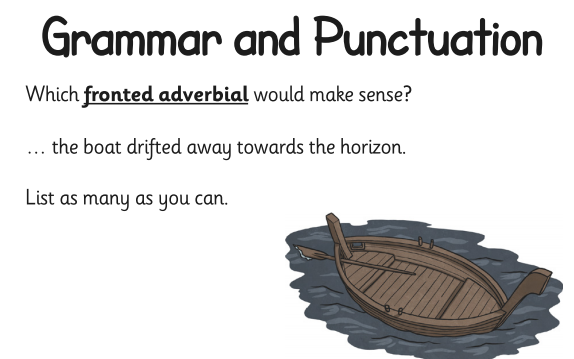 Grammar and Punctuation
Which fronted adverbial would make sense?
… the boat drifted away towards the horizon.
List as many as you can.